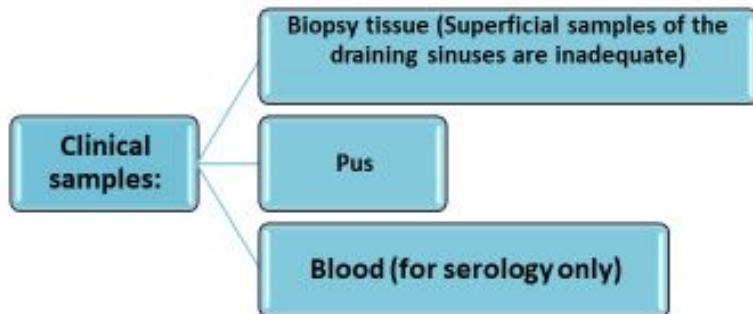 Biopsy tissue (Superficial samples of the
draining sinuses are inadequate)
Clinical
samples:
Pus
Blood (for serology only)